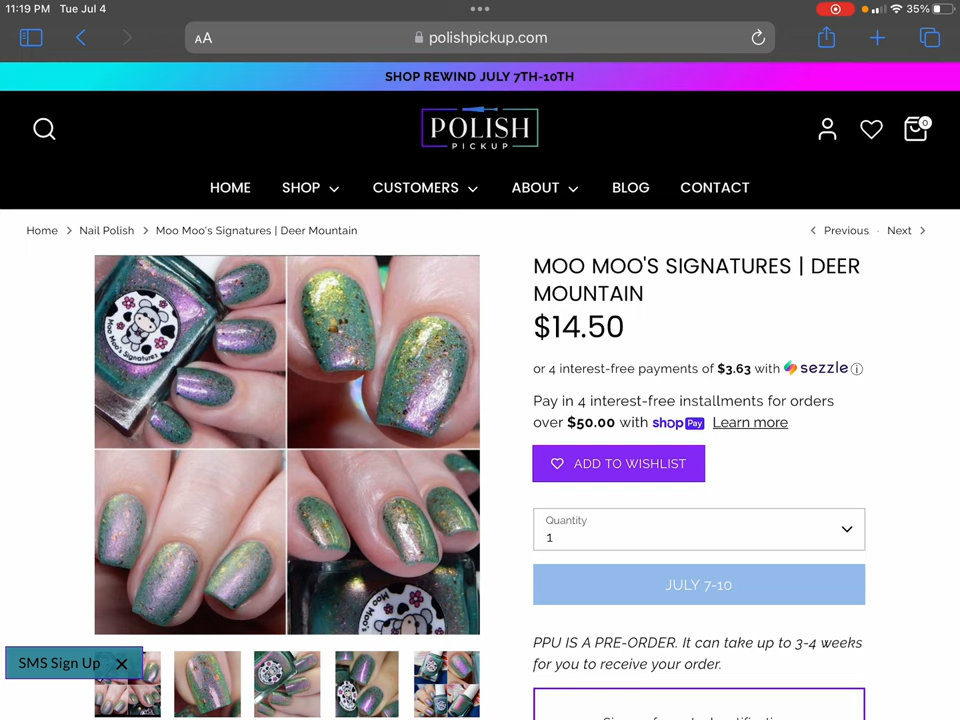 11:19 PM Tue Jul 4
35%
AA
polishpickup.com
SHOP REWIND JULY 7TH-10TH
POLISH
PICKUP
0
HOME SHOP CUSTOMERS ABOUT BLOG CONTACT
Home > Nail Polish > Moo Moo's Signatures | Deer Mountain
< Previous · Next >
MOO MOO'S SIGNATURES | DEER
MOUNTAIN
$14.50
or 4 interest-free payments of $3.63 with sezzle
Pay in 4 interest-free installments for orders
over $50.00 with shop Pay Learn more
ADD TO WISHLIST
Quantity
1
JULY 7-10
PPU IS A PRE-ORDER. It can take up to 3-4 weeks
for you to receive your order.
Moo Moo's Signatures
Moo Moo's
SMS Sign Up